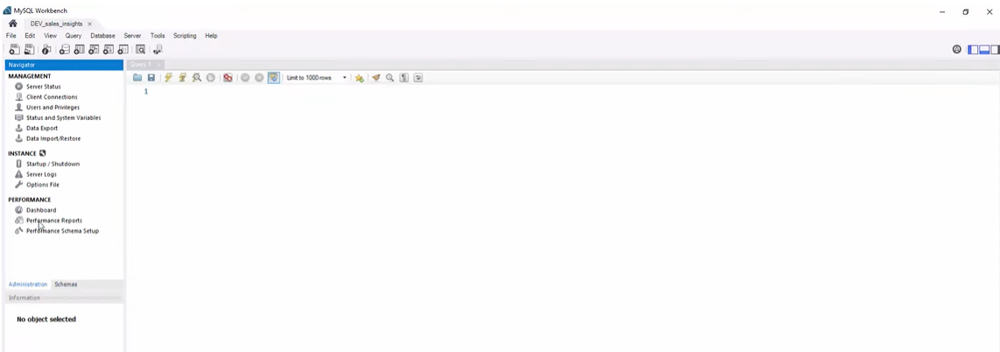 MySQL Workbench
DEV_sales_insights
File Edit View Query Database Server Tools Scripting Help
Navigator
Query 1
MANAGEMENT
Server Status
Client Connections
Users and Privileges
Status and System Variables
Data Export
Data Import/Restore
INSTANCE
Startup / Shutdown
Server Logs
Options File
PERFORMANCE
Dashboard
Performance Reports
Performance Schema Setup
Administration Schemas
Information
No object selected
Limit to 1000 rows
1